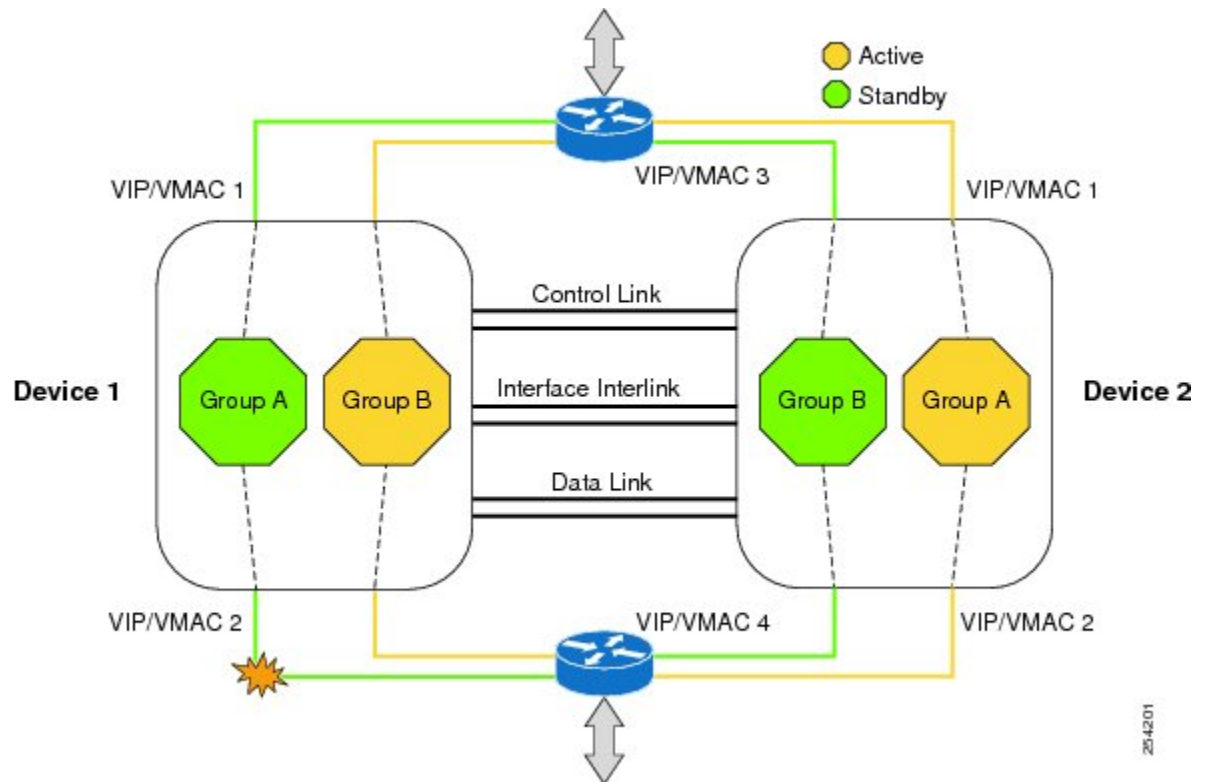 Active
Standby
VIP/VMAC 1
VIP/VMAC 3
VIP/VMAC 1
Control Link
Device 1
Group A
Group B
Interface Interlink
Group B
Group A
Device 2
Data Link
VIP/VMAC 2
VIP/VMAC 4
VIP/VMAC 2
254201